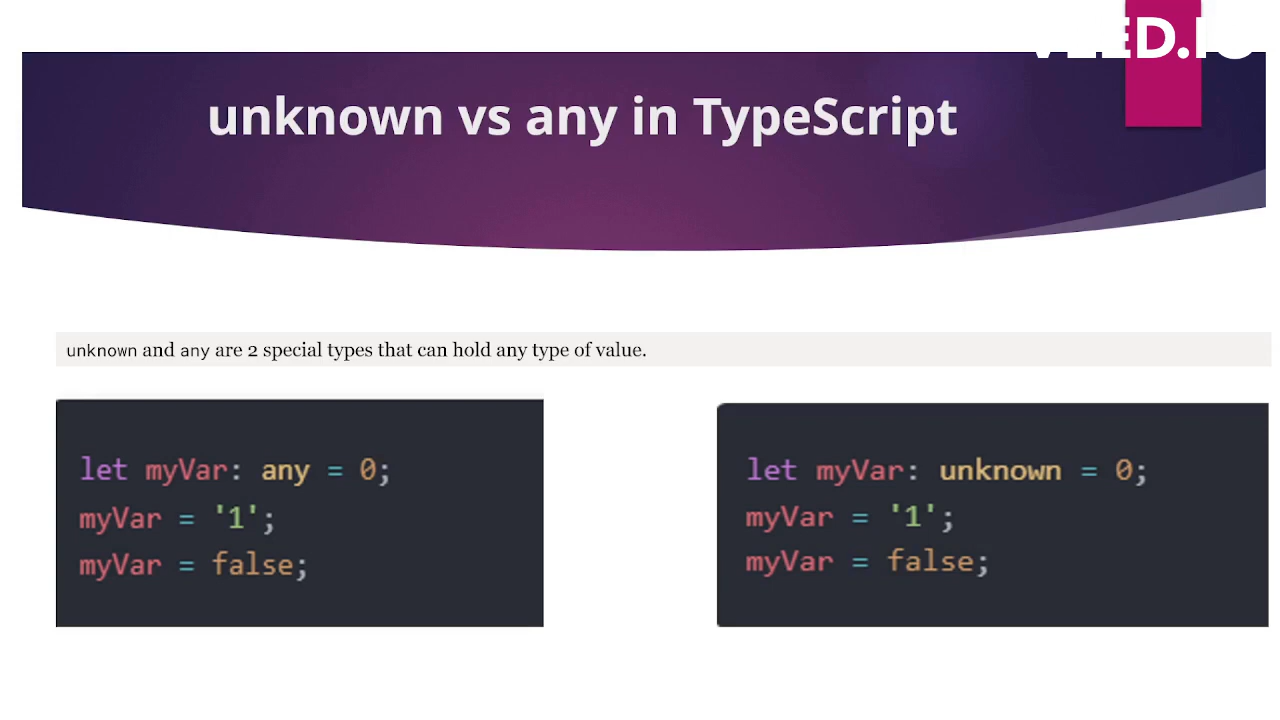 unknown vs any in TypeScript
unknown and any are 2 special types that can hold any type of value.
let myVar: any = 0;
myVar = '1';
myVar = false;
let myVar: unknown = 0;
myVar = '1';
myVar = false;